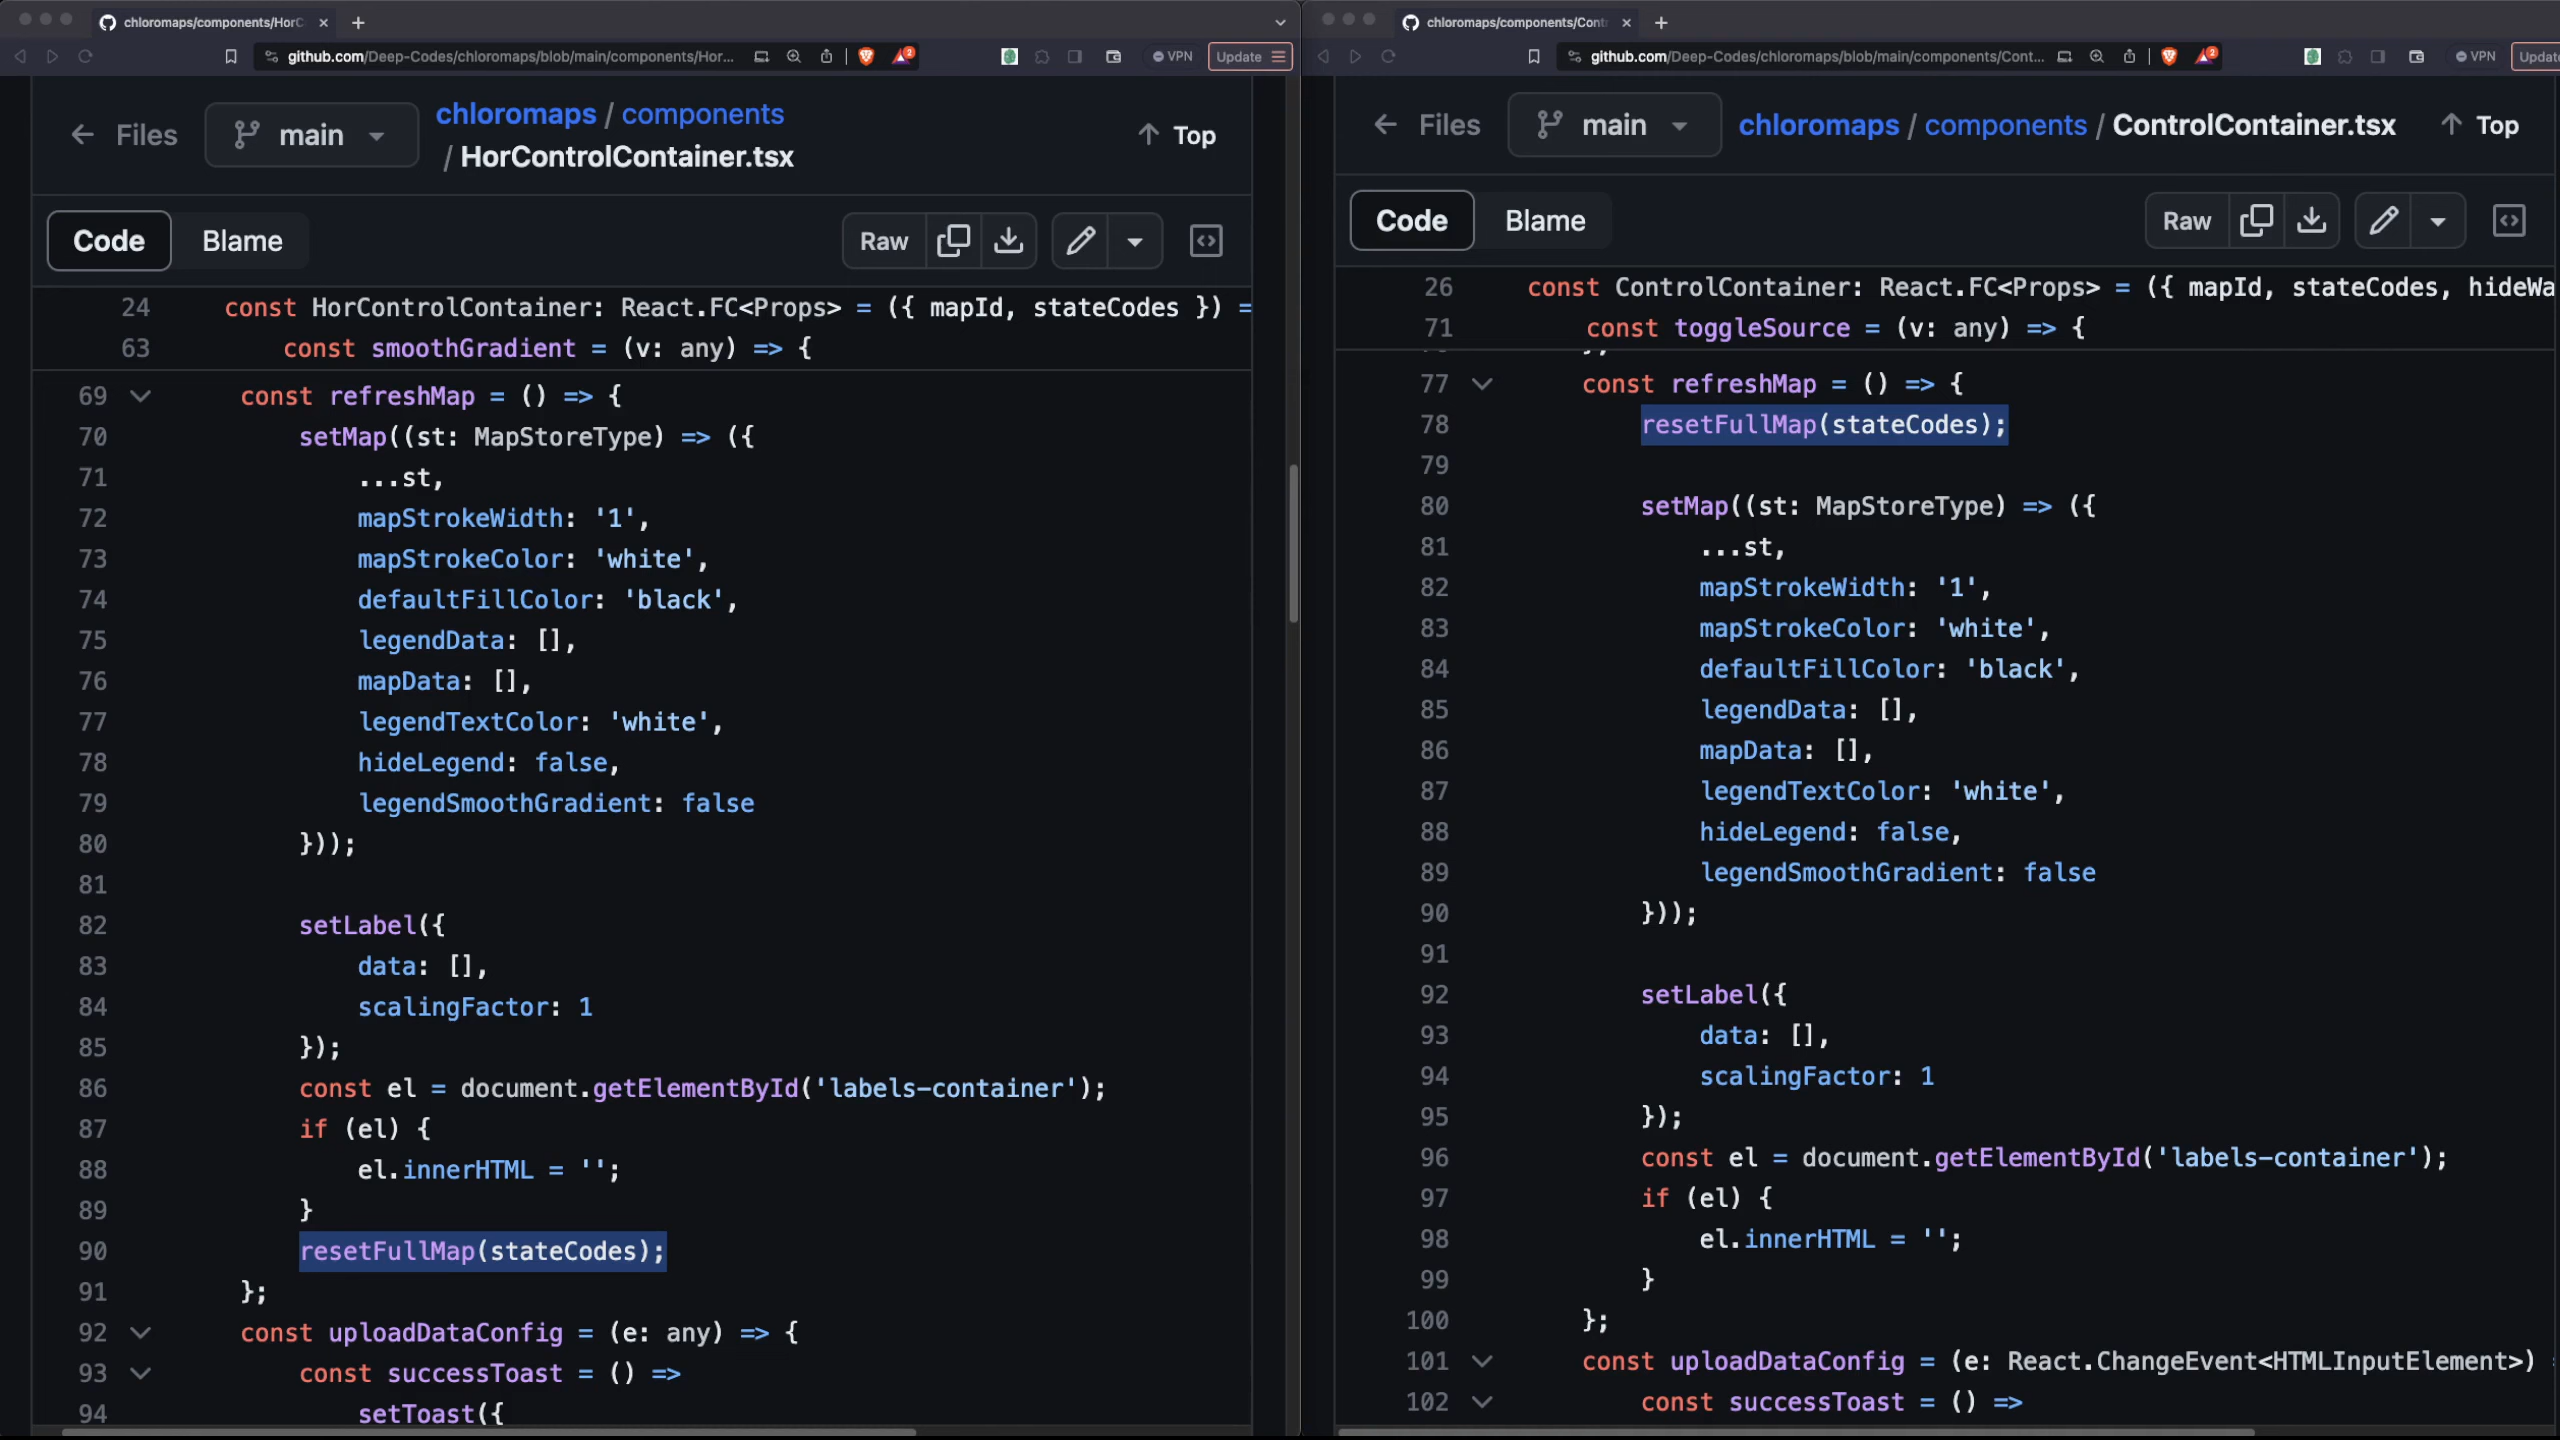 chloromaps/components/HorC
github.com/Deep-Codes/chloromaps/blob/main/components/Hor...
2
VPN
Update
Files
main
chloromaps / components
/ HorControlContainer.tsx
Top
Code
Blame
Raw
24 const HorControlContainer: React.FC<Props> = ({ mapId, stateCodes }) =
63 const smoothGradient = (v: any) => {
69 const refreshMap = () => {
70 setMap((st: MapStoreType) => ({
71 ...st,
72 mapStrokeWidth: '1',
73 mapStrokeColor: 'white',
74 defaultFillColor: 'black',
75 legendData: [],
76 mapData: [],
77 legendTextColor: 'white',
78 hideLegend: false,
79 legendSmoothGradient: false
80 }));
81
82 setLabel({
83 data: [],
84 scalingFactor: 1
85 });
86 const el = document.getElementById('labels-container');
87 if (el) {
88 el.innerHTML = '';
89 }
90 resetFullMap(stateCodes);
91 };
92 const uploadDataConfig = (e: any) => {
93 const successToast = () =>
94 setToast({
chloromaps/components/Cont
github.com/Deep-Codes/chloromaps/blob/main/components/Cont...
2
VPN
Update
Files
main
chloromaps / components / ControlContainer.tsx
Top
Code
Blame
Raw
26 const ControlContainer: React.FC<Props> = ({ mapId, stateCodes, hideWa
71 const toggleSource = (v: any) => {
77 const refreshMap = () => {
78 resetFullMap(stateCodes);
79
80 setMap((st: MapStoreType) => ({
81 ...st,
82 mapStrokeWidth: '1',
83 mapStrokeColor: 'white',
84 defaultFillColor: 'black',
85 legendData: [],
86 mapData: [],
87 legendTextColor: 'white',
88 hideLegend: false,
89 legendSmoothGradient: false
90 }));
91
92 setLabel({
93 data: [],
94 scalingFactor: 1
95 });
96 const el = document.getElementById('labels-container');
97 if (el) {
98 el.innerHTML = '';
99 }
100 };
101 const uploadDataConfig = (e: React.ChangeEvent<HTMLInputElement>) =
102 const successToast = () =>